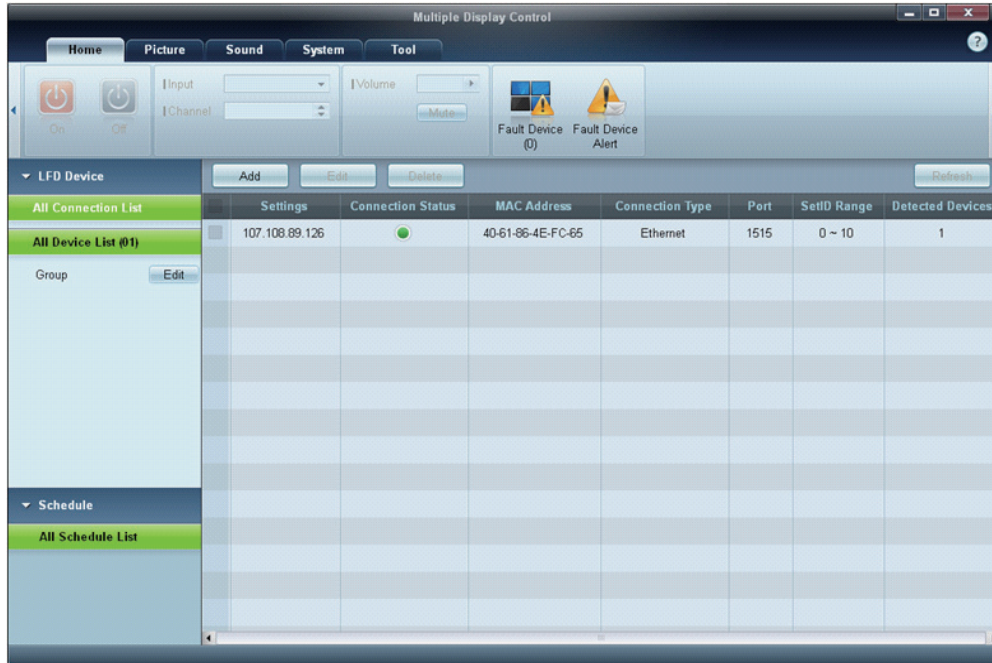 Multiple Display Control
Home Picture Sound System Tool
?
Input
Channel
On Off
Volume
Mute
Fault Device
(0)
Fault Device
Alert
LFD Device
All Connection List
All Device List (01)
Group Edit
Schedule
All Schedule List
Add Edit Delete Refresh
Settings Connection Status MAC Address Connection Type Port SetID Range Detected Devices
107.108.89.126 40-61-86-4E-FC-65 Ethernet 1515 0 ~ 10 1